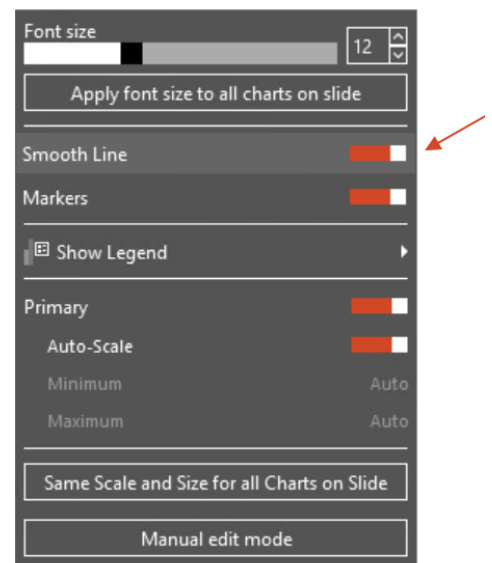 Font size
12
Apply font size to all charts on slide
Smooth Line
Markers
Show Legend
Primary
Auto-Scale
Minimum Auto
Maximum Auto
Same Scale and Size for all Charts on Slide
Manual edit mode